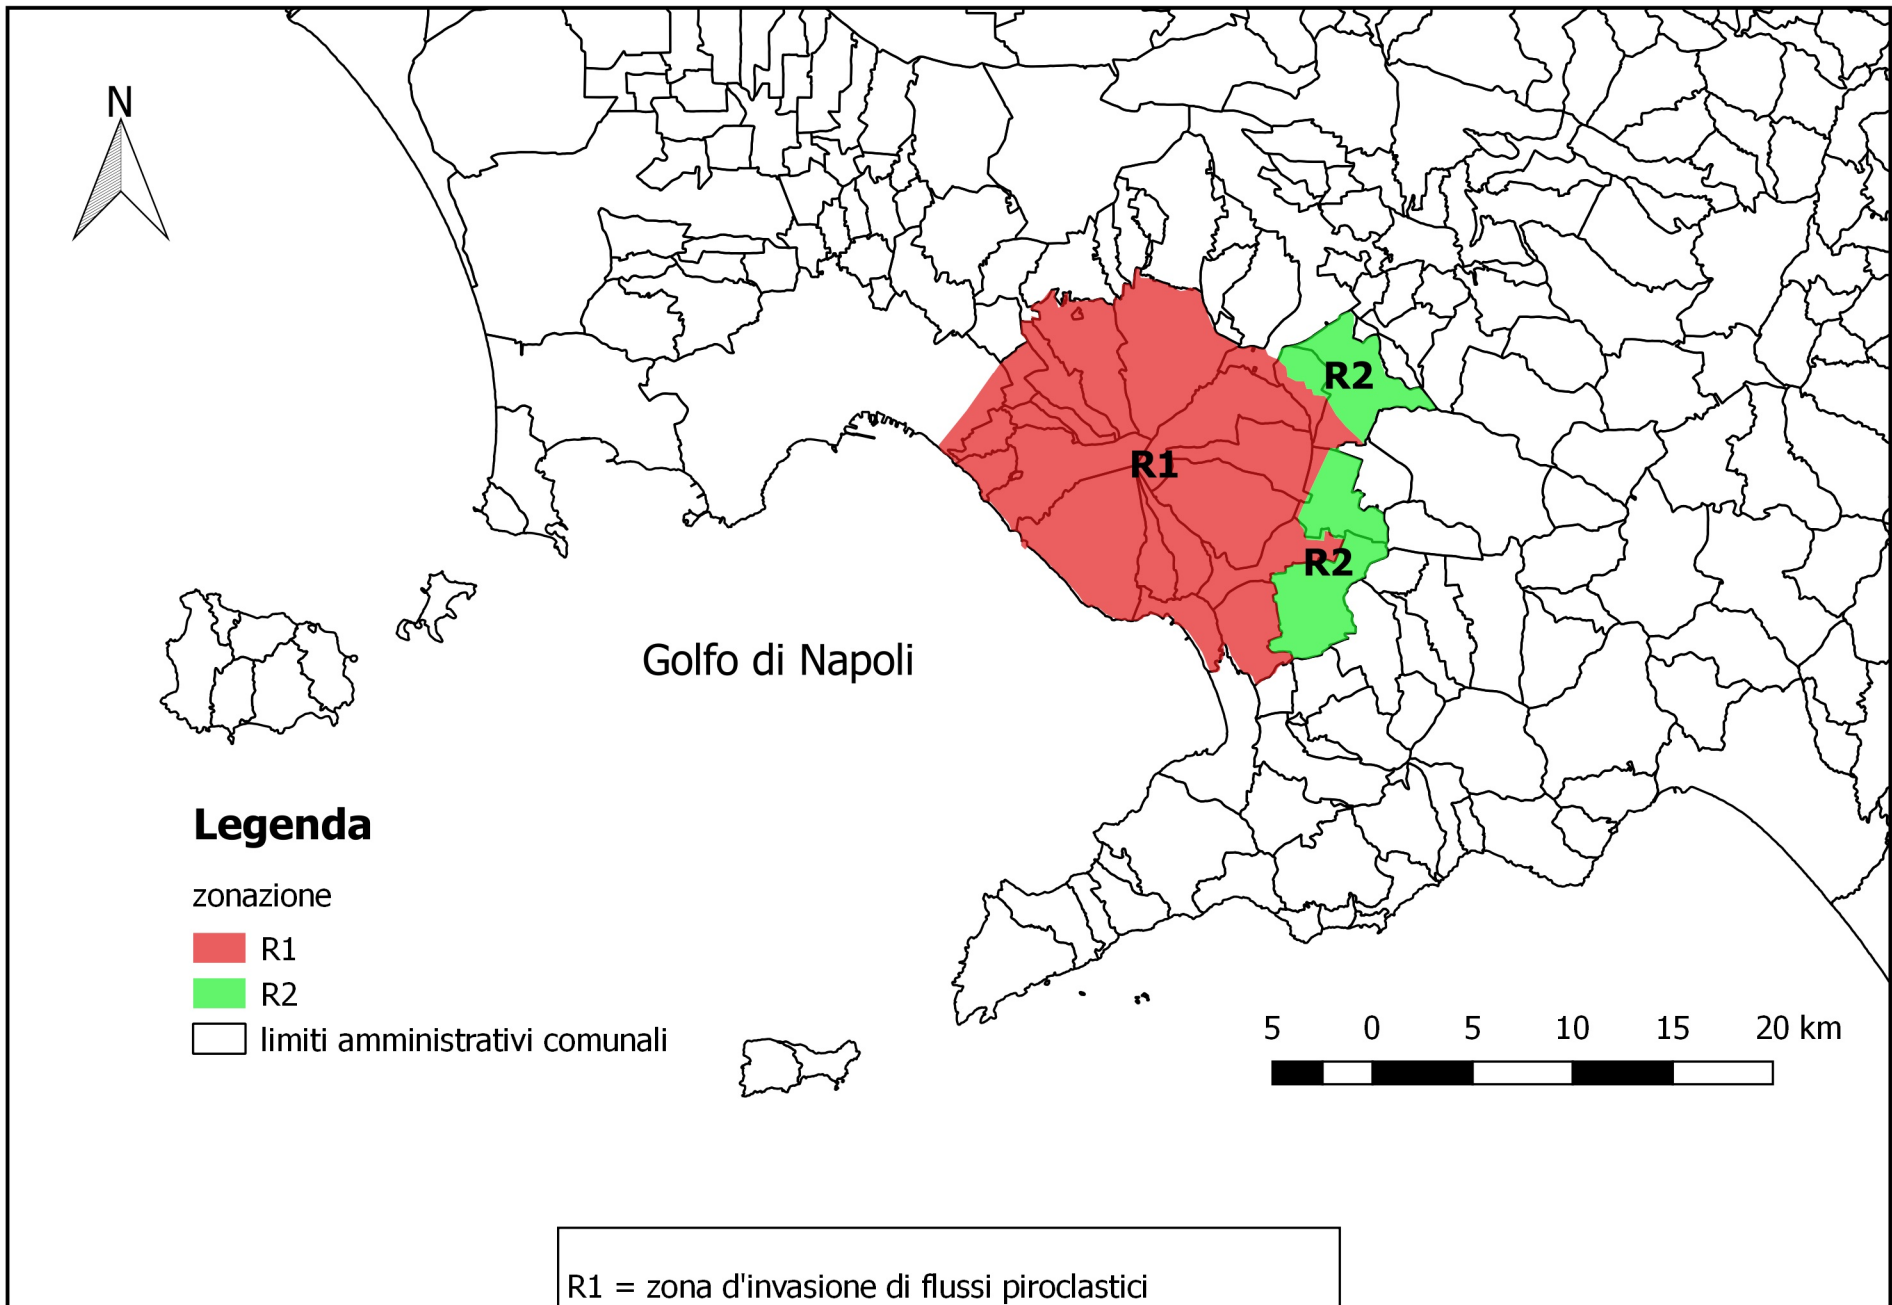 N
R2
R1
R2
Golfo di Napoli
Legenda
zonazione
R1
R2
limiti amministrativi comunali
5 0 5 10 15 20 km
R1 = zona d'invasione di flussi piroclastici